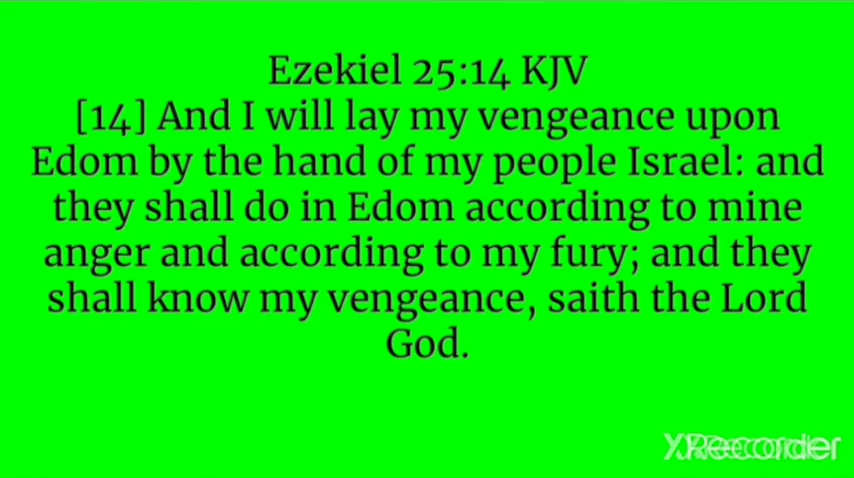 Ezekiel 25:14 KJV
[14] And I will lay my vengeance upon
Edom by the hand of my people Israel: and
they shall do in Edom according to mine
anger and according to my fury; and they
shall know my vengeance, saith the Lord
God.
XRecorder